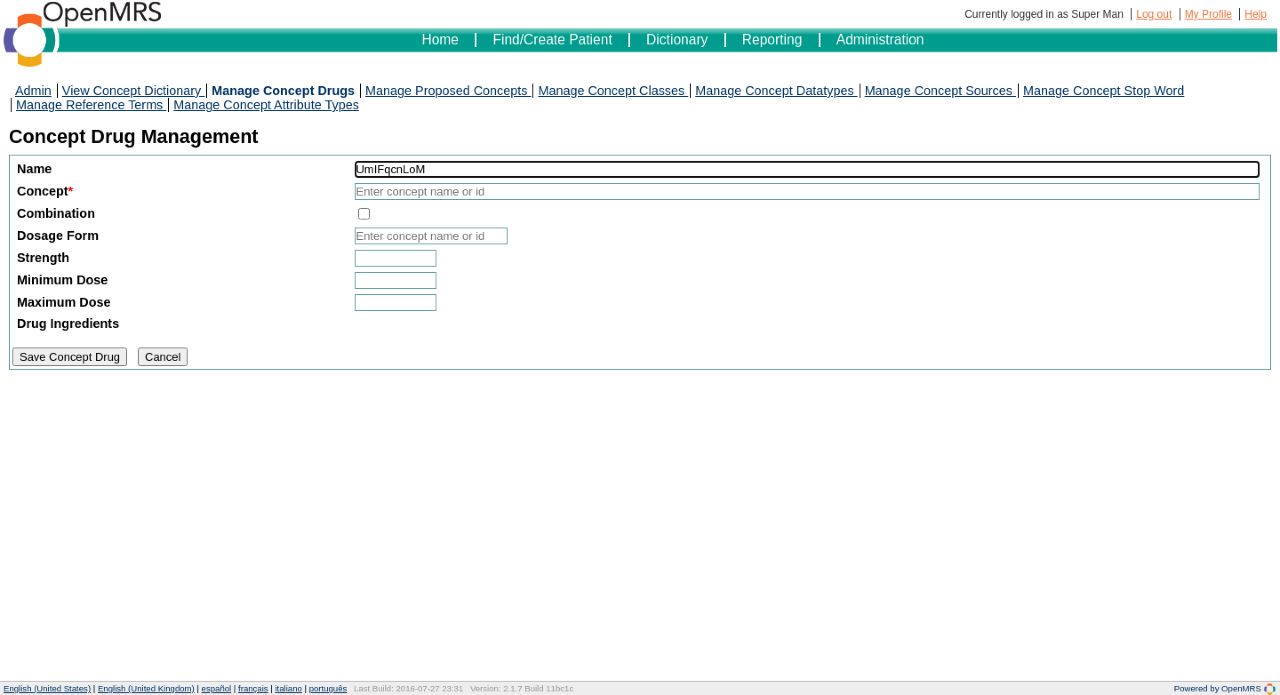 OpenMRS
Currently logged in as Super Man | Log out | My Profile | Help
Home | Find/Create Patient | Dictionary | Reporting | Administration
Admin | View Concept Dictionary | Manage Concept Drugs | Manage Proposed Concepts | Manage Concept Classes | Manage Concept Datatypes | Manage Concept Sources | Manage Concept Stop Word
| Manage Reference Terms | Manage Concept Attribute Types
Concept Drug Management
Name UmIFqcnLoM
Concept* Enter concept name or id
Combination
Dosage Form Enter concept name or id
Strength
Minimum Dose
Maximum Dose
Drug Ingredients
Save Concept Drug Cancel
English (United States) | English (United Kingdom) | español | français | italiano | português Last Build: 2016-07-27 23:31 Version: 2.1.7 Build 11bc1c Powered by OpenMRS